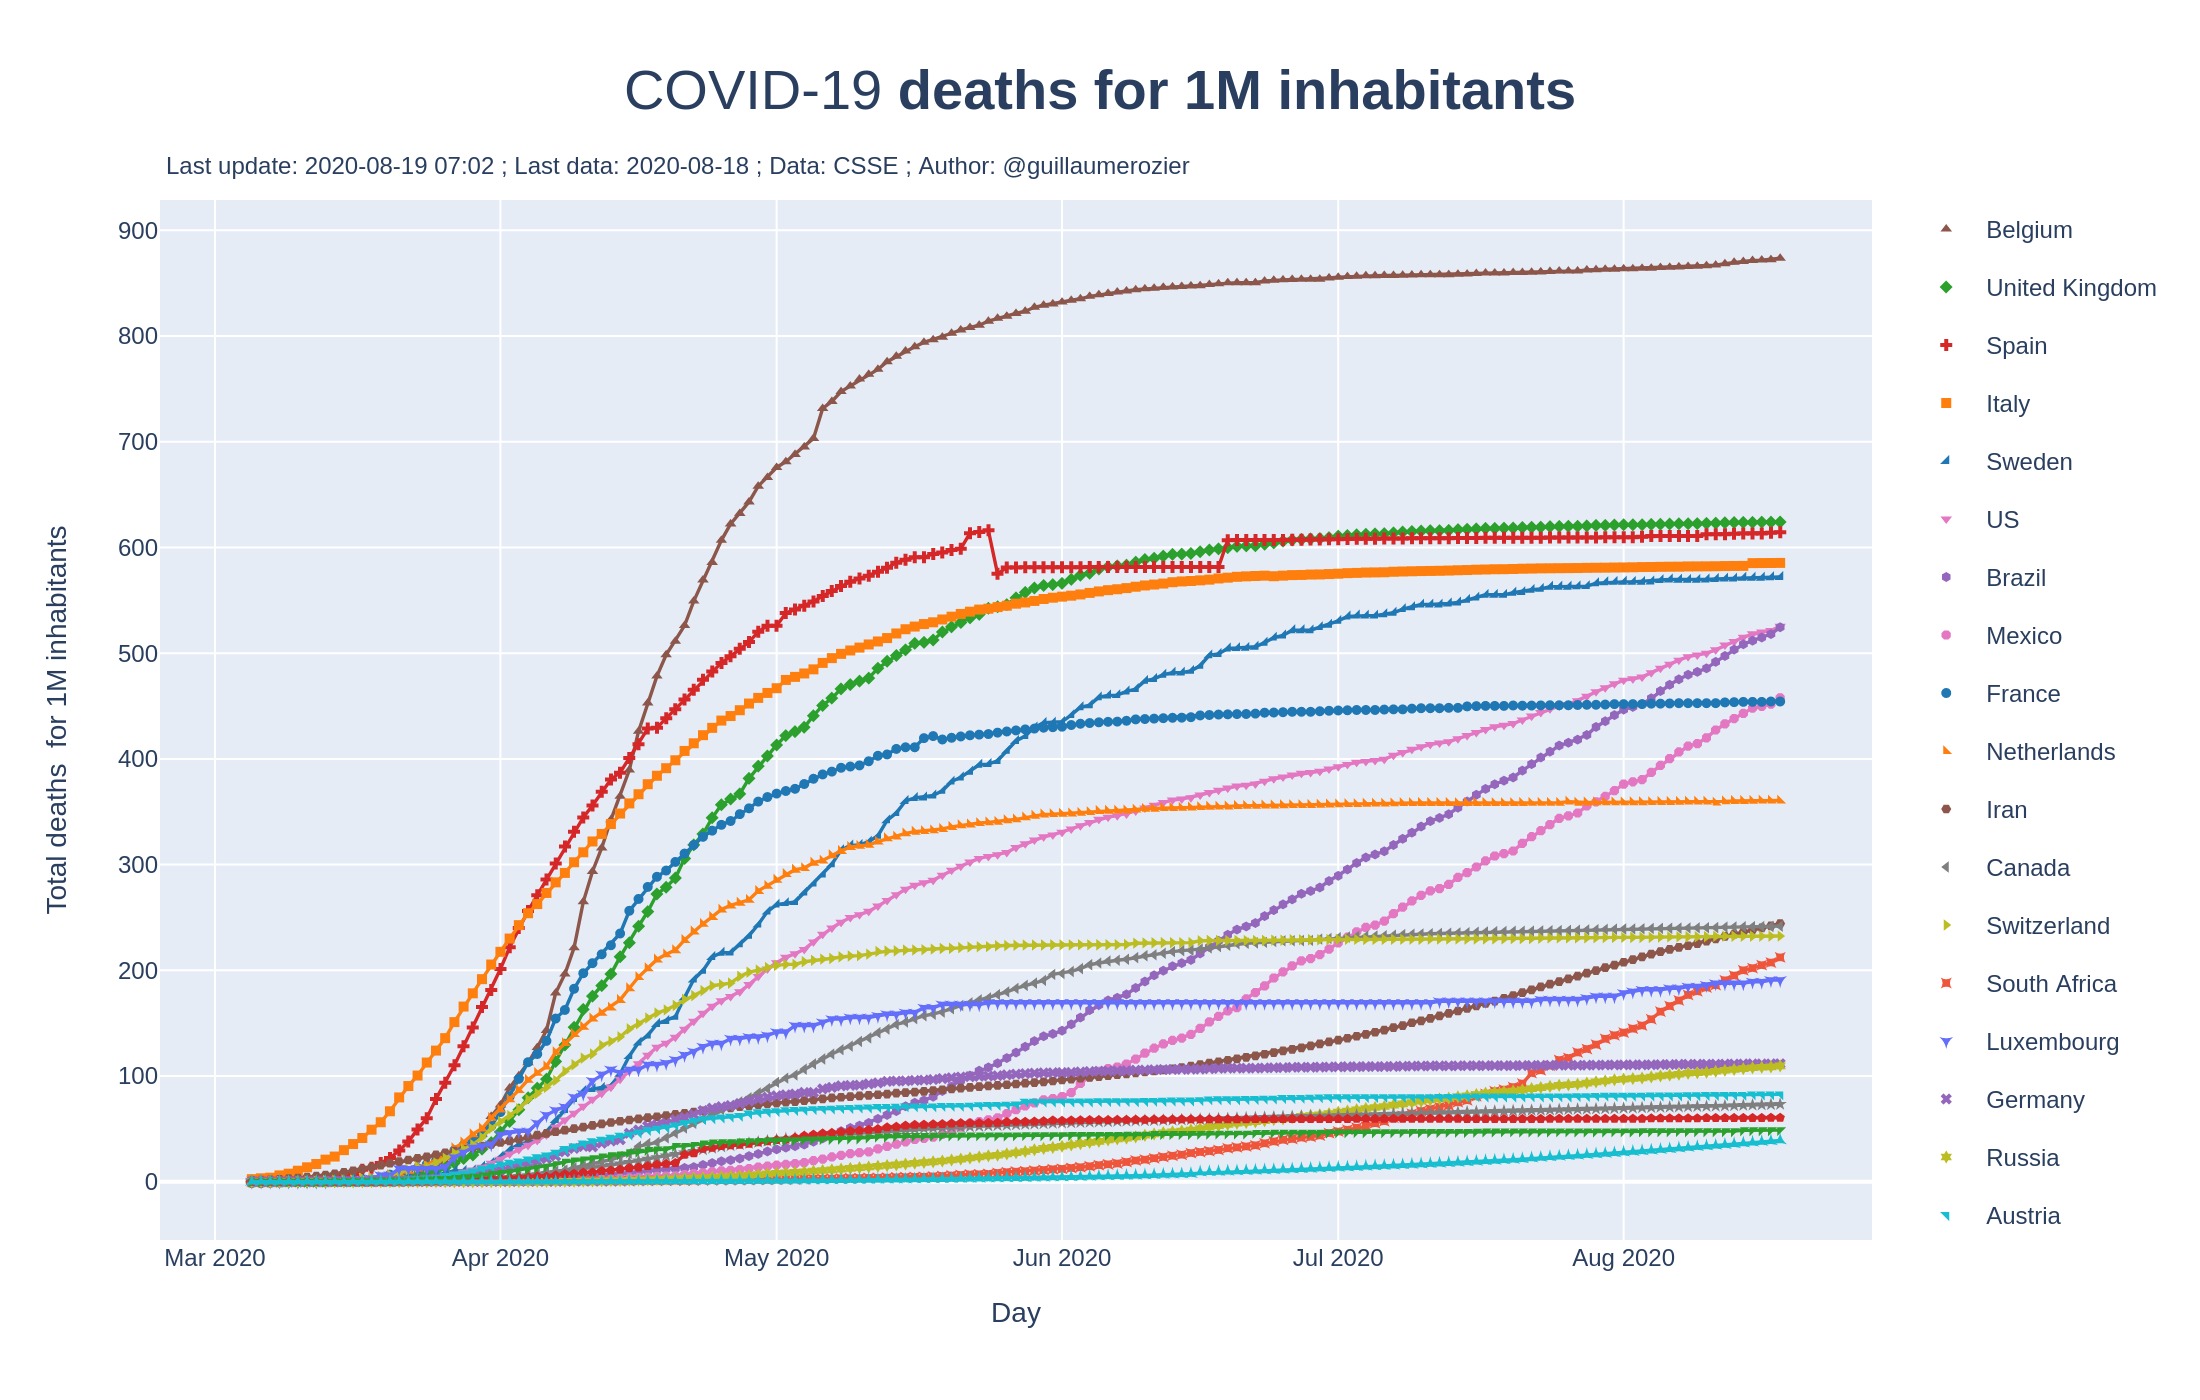 COVID-19 deaths for 1M inhabitants
Last update: 2020-08-19 07:02 ; Last data: 2020-08-18 ; Data: CSSE ; Author: @guillaumerozier
Total deaths for 1M inhabitants
900
800
700
600
500
400
300
200
100
0
Mar 2020
Apr 2020
May 2020
Jun 2020
Jul 2020
Aug 2020
Day
Belgium
United Kingdom
Spain
Italy
Sweden
US
Brazil
Mexico
France
Netherlands
Iran
Canada
Switzerland
South Africa
Luxembourg
Germany
Russia
Austria